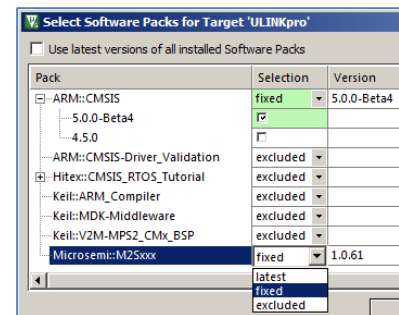 Select Software Packs for Target 'ULINKpro'
Use latest versions of all installed Software Packs
Pack Selection Version
ARM::CMSIS fixed 5.0.0-Beta4
5.0.0-Beta4
4.5.0
ARM::CMSIS-Driver_Validation excluded
Hitex::CMSIS_RTOS_Tutorial excluded
Keil::ARM_Compiler excluded
Keil::MDK-Middleware excluded
Keil::V2M-MPS2_CMx_BSP excluded
Microsemi::M2Sxxx fixed 1.0.61
latest
fixed
excluded